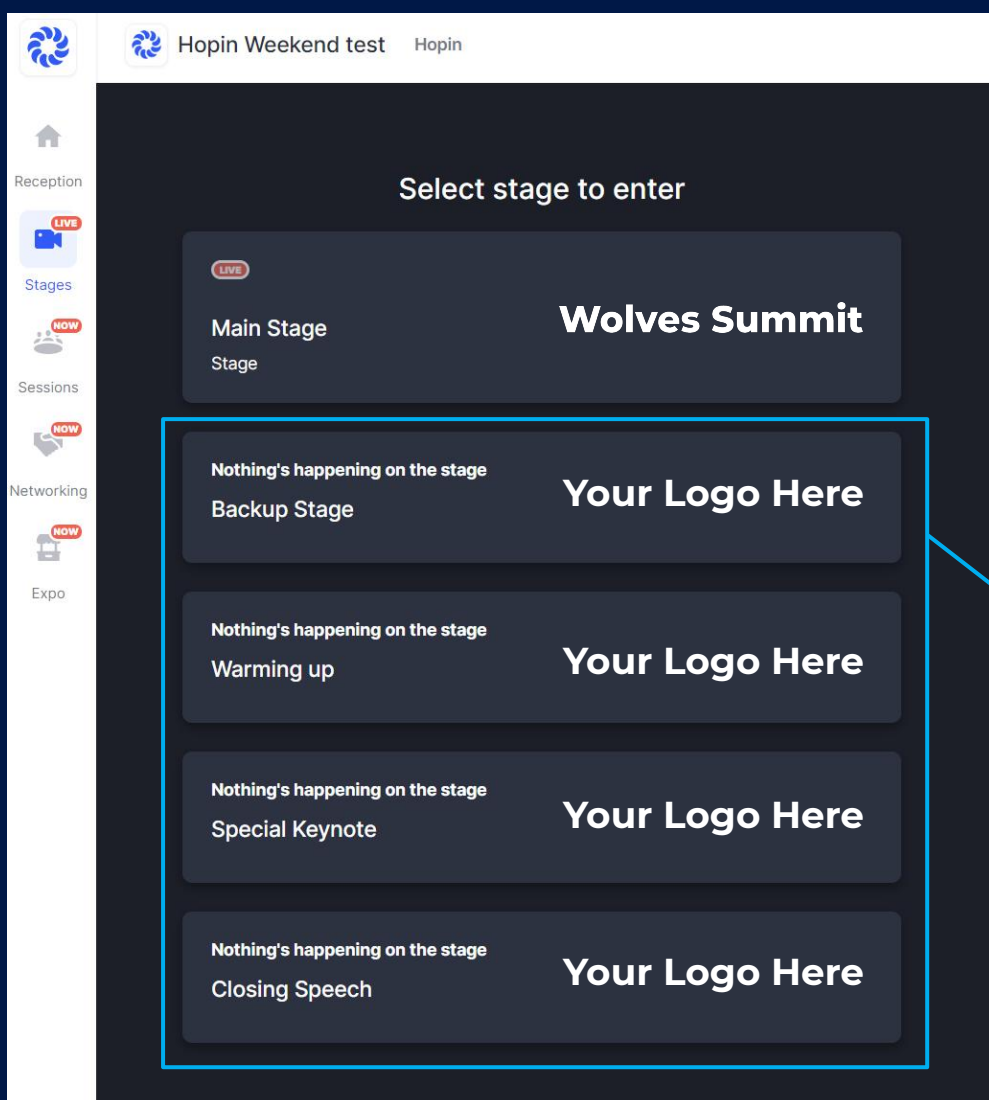 Hopin Weekend test Hopin
Reception
LIVE
Stages
NOW
Sessions
NOW
Networking
NOW
Expo
Select stage to enter
LIVE
Main Stage
Stage
Wolves Summit
Nothing's happening on the stage
Backup Stage
Your Logo Here
Nothing's happening on the stage
Warming up
Your Logo Here
Nothing's happening on the stage
Special Keynote
Your Logo Here
Nothing's happening on the stage
Closing Speech
Your Logo Here